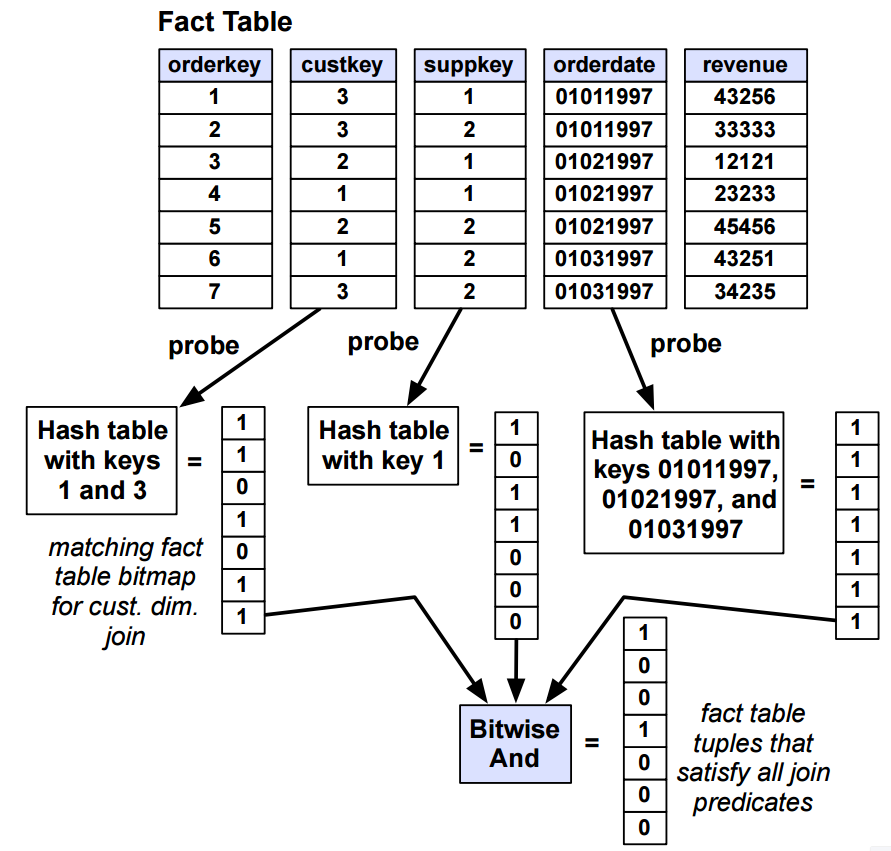 Fact Table
orderkey custkey suppkey orderdate revenue
1 3 1 01011997 43256
2 3 2 01011997 33333
3 2 1 01021997 12121
4 1 1 01021997 23233
5 2 2 01021997 45456
6 1 2 01031997 43251
7 3 2 01031997 34235
probe
probe
probe
Hash table
with keys
1 and 3
=
1
1
0
1
0
1
1
matching fact
table bitmap
for cust. dim.
join
Hash table
with key 1
=
1
0
1
1
0
0
0
Hash table with
keys 01011997,
01021997, and
01031997
=
1
1
1
1
1
1
1
Bitwise
And
=
1
0
0
1
0
0
0
fact table
tuples that
satisfy all join
predicates